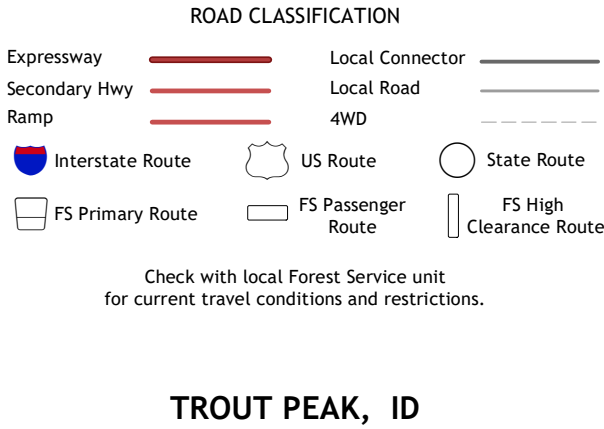 ROAD CLASSIFICATION
Expressway
Local Connector
Secondary Hwy
Local Road
Ramp
4WD
Interstate Route
US Route
State Route
FS Primary Route
FS Passenger
Route
FS High
Clearance Route
Check with local Forest Service unit
for current travel conditions and restrictions.
TROUT PEAK, ID